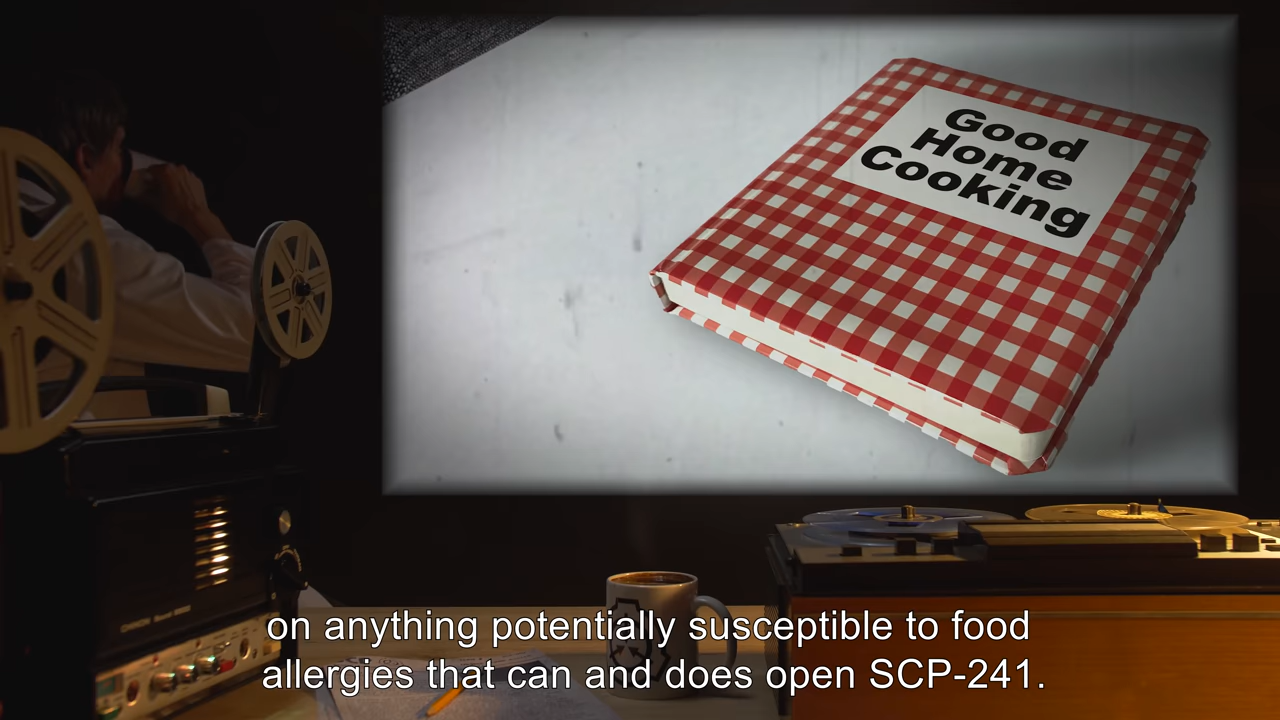 Good
Home
Cooking
on anything potentially susceptible to food
allergies that can and does open SCP-241.